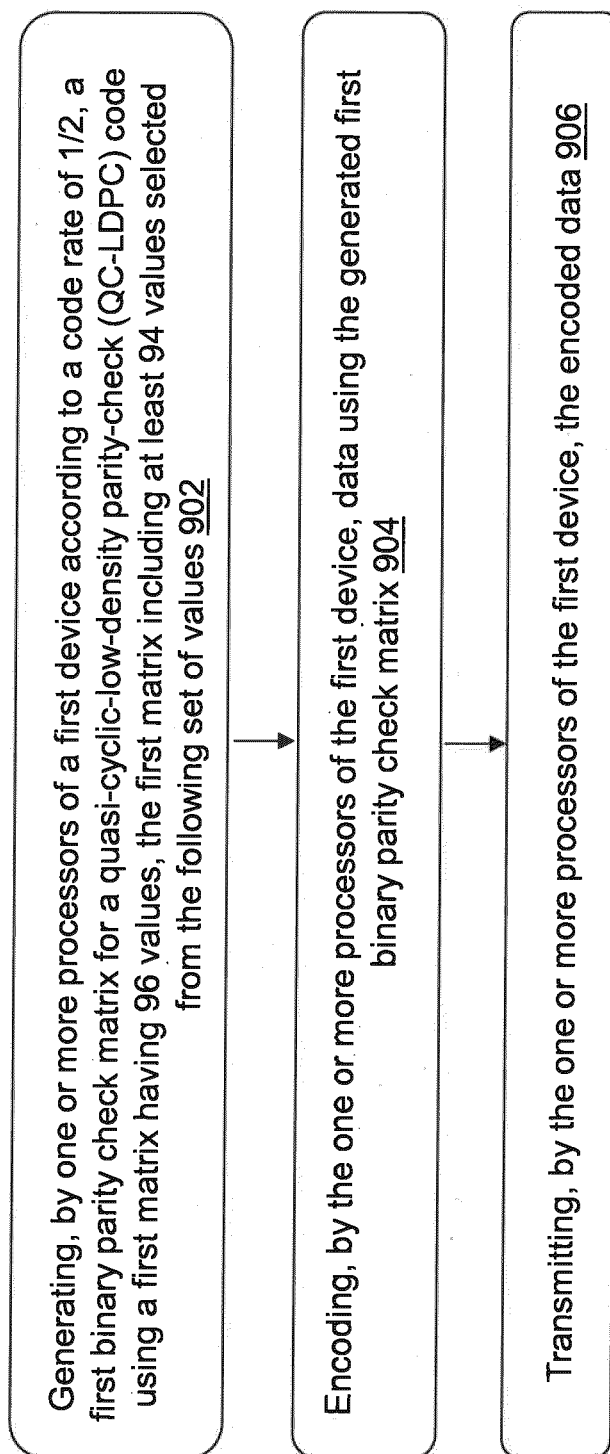 Generating, by one or more processors of a first device according to a code rate of 1/2, a
first binary parity check matrix for a quasi-cyclic-low-density parity-check (QC-LDPC) code
using a first matrix having 96 values, the first matrix including at least 94 values selected
from the following set of values 902
Encoding, by the one or more processors of the first device, data using the generated first
binary parity check matrix 904
Transmitting, by the one or more processors of the first device, the encoded data 906